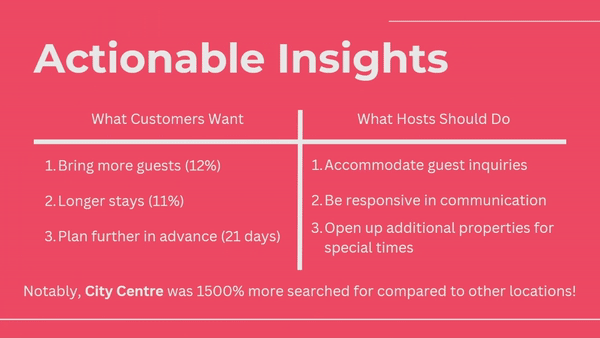 Actionable Insights
What Customers Want
1. Bring more guests (12%)
2. Longer stays (11%)
3. Plan further in advance (21 days)
What Hosts Should Do
1. Accommodate guest inquiries
2. Be responsive in communication
3. Open up additional properties for
special times
Notably, City Centre was 1500% more searched for compared to other locations!